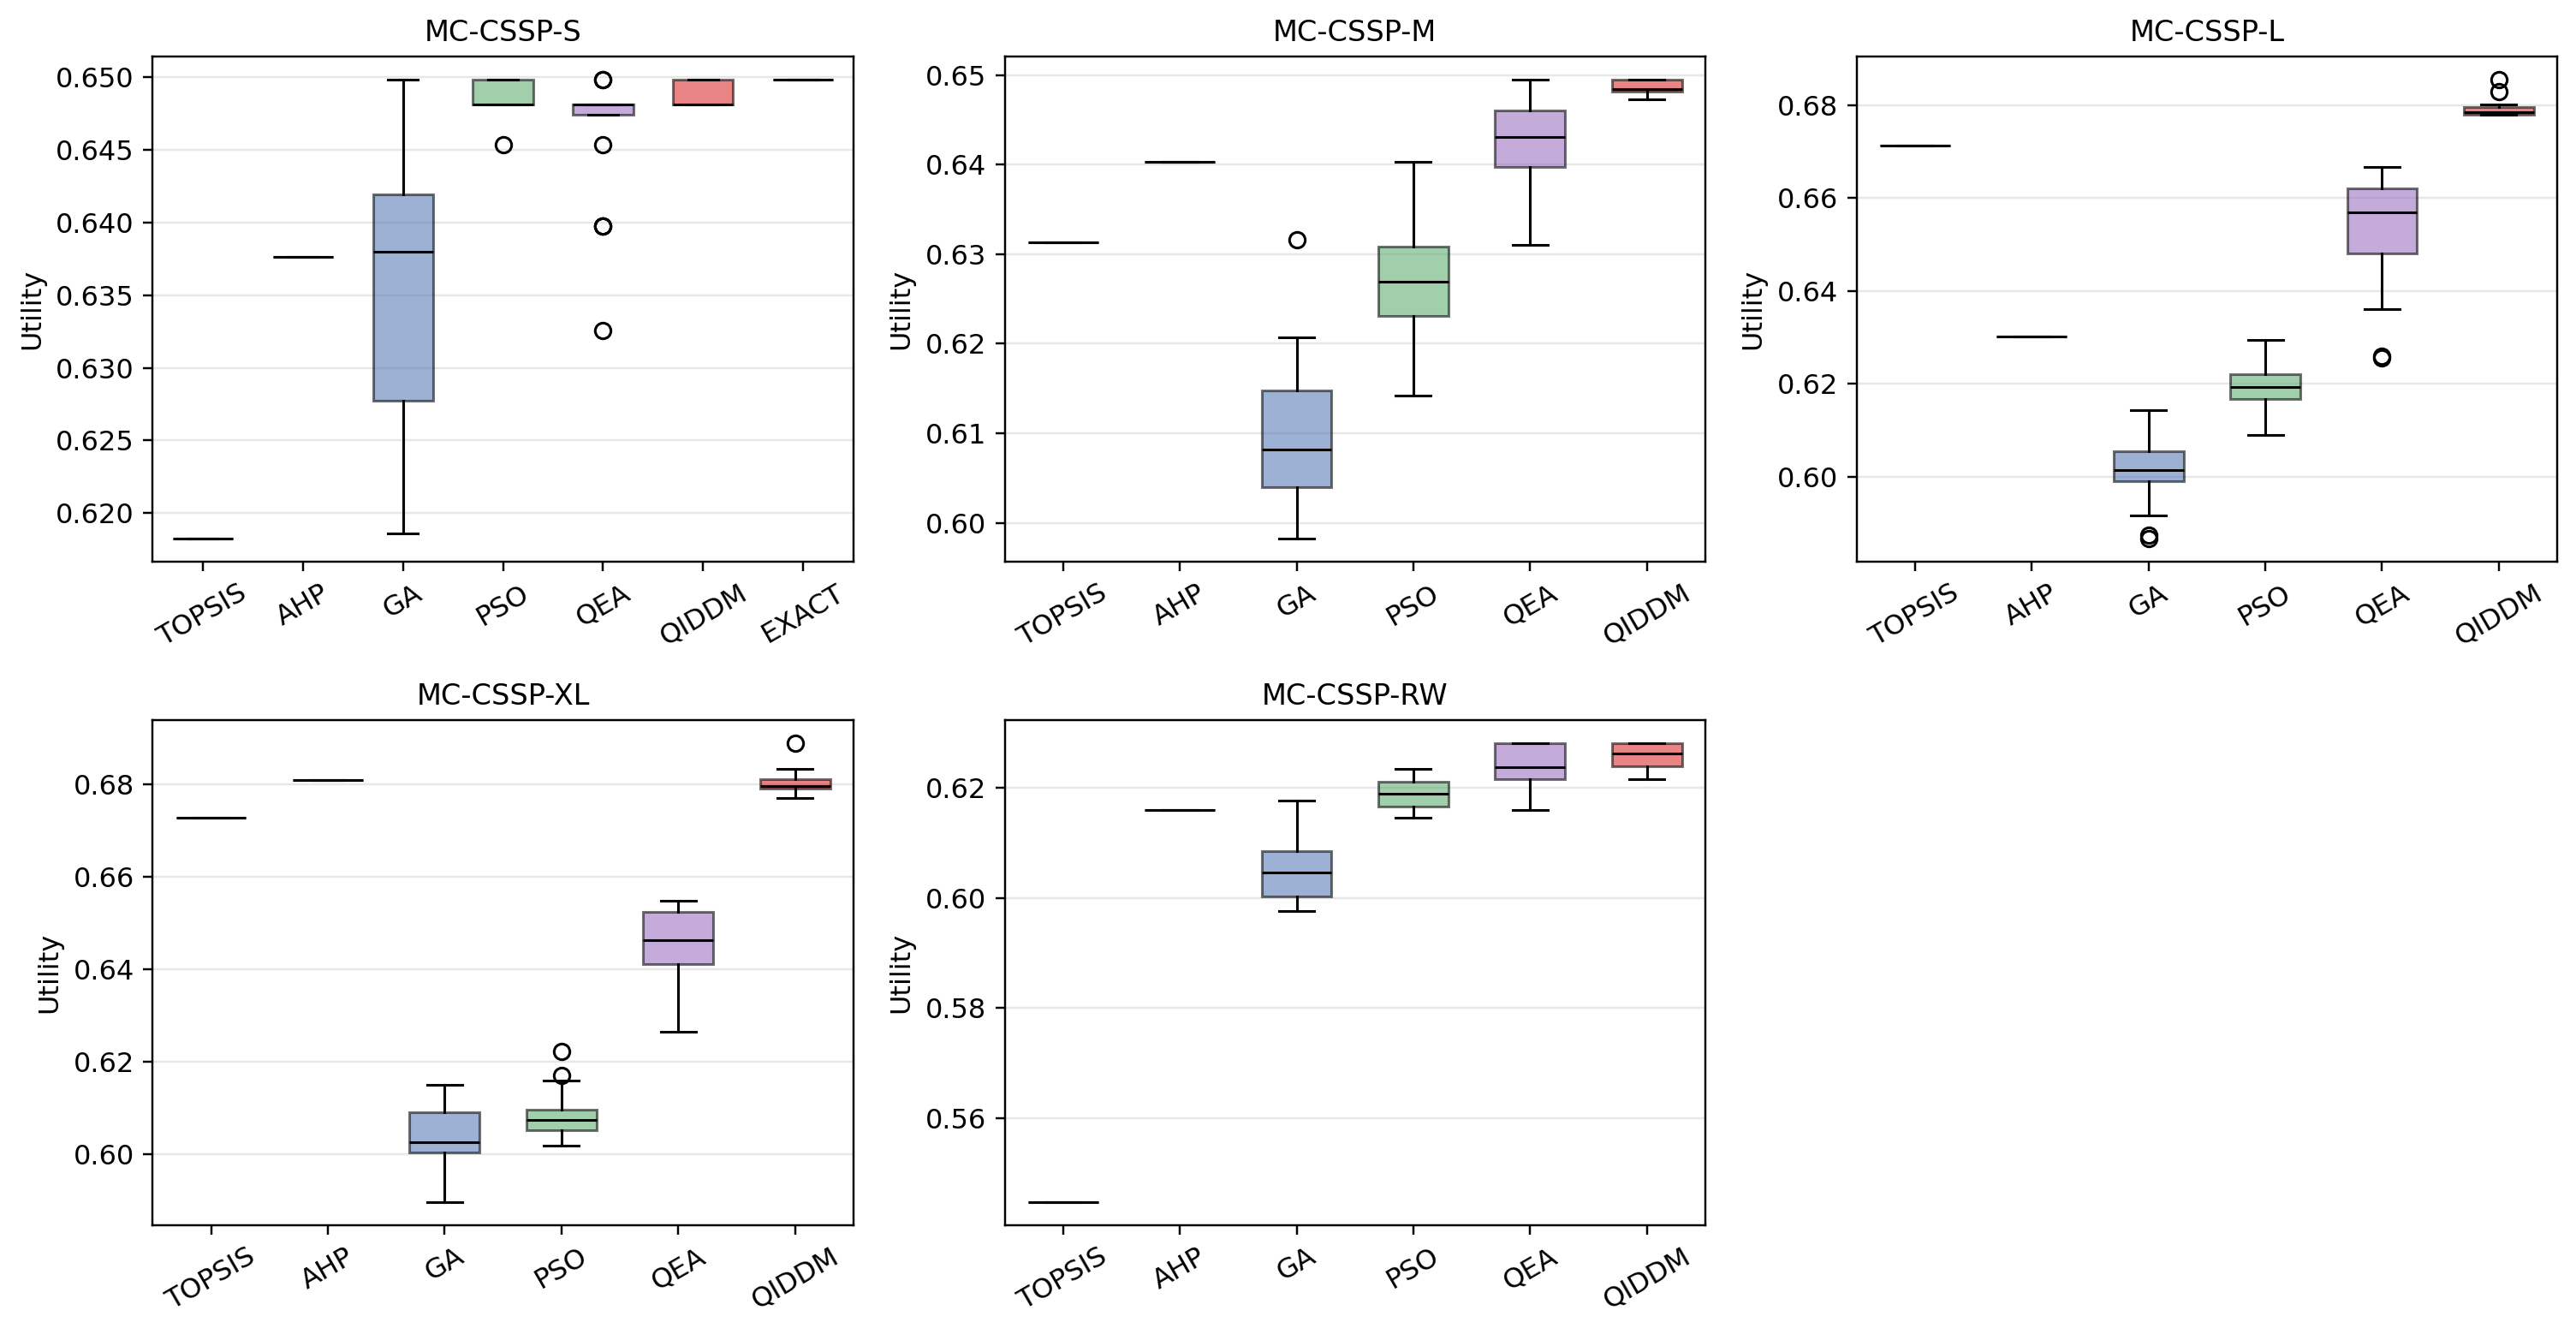 MC-CSSP-S
Utility
0.650
0.645
0.640
0.635
0.630
0.625
0.620
TOPSIS AHP GA PSO QEA QIDDM EXACT
MC-CSSP-M
Utility
0.65
0.64
0.63
0.62
0.61
0.60
TOPSIS AHP GA PSO QEA QIDDM
MC-CSSP-L
Utility
0.68
0.66
0.64
0.62
0.60
TOPSIS AHP GA PSO QEA QIDDM
MC-CSSP-XL
Utility
0.68
0.66
0.64
0.62
0.60
TOPSIS AHP GA PSO QEA QIDDM
MC-CSSP-RW
Utility
0.62
0.60
0.58
0.56
TOPSIS AHP GA PSO QEA QIDDM